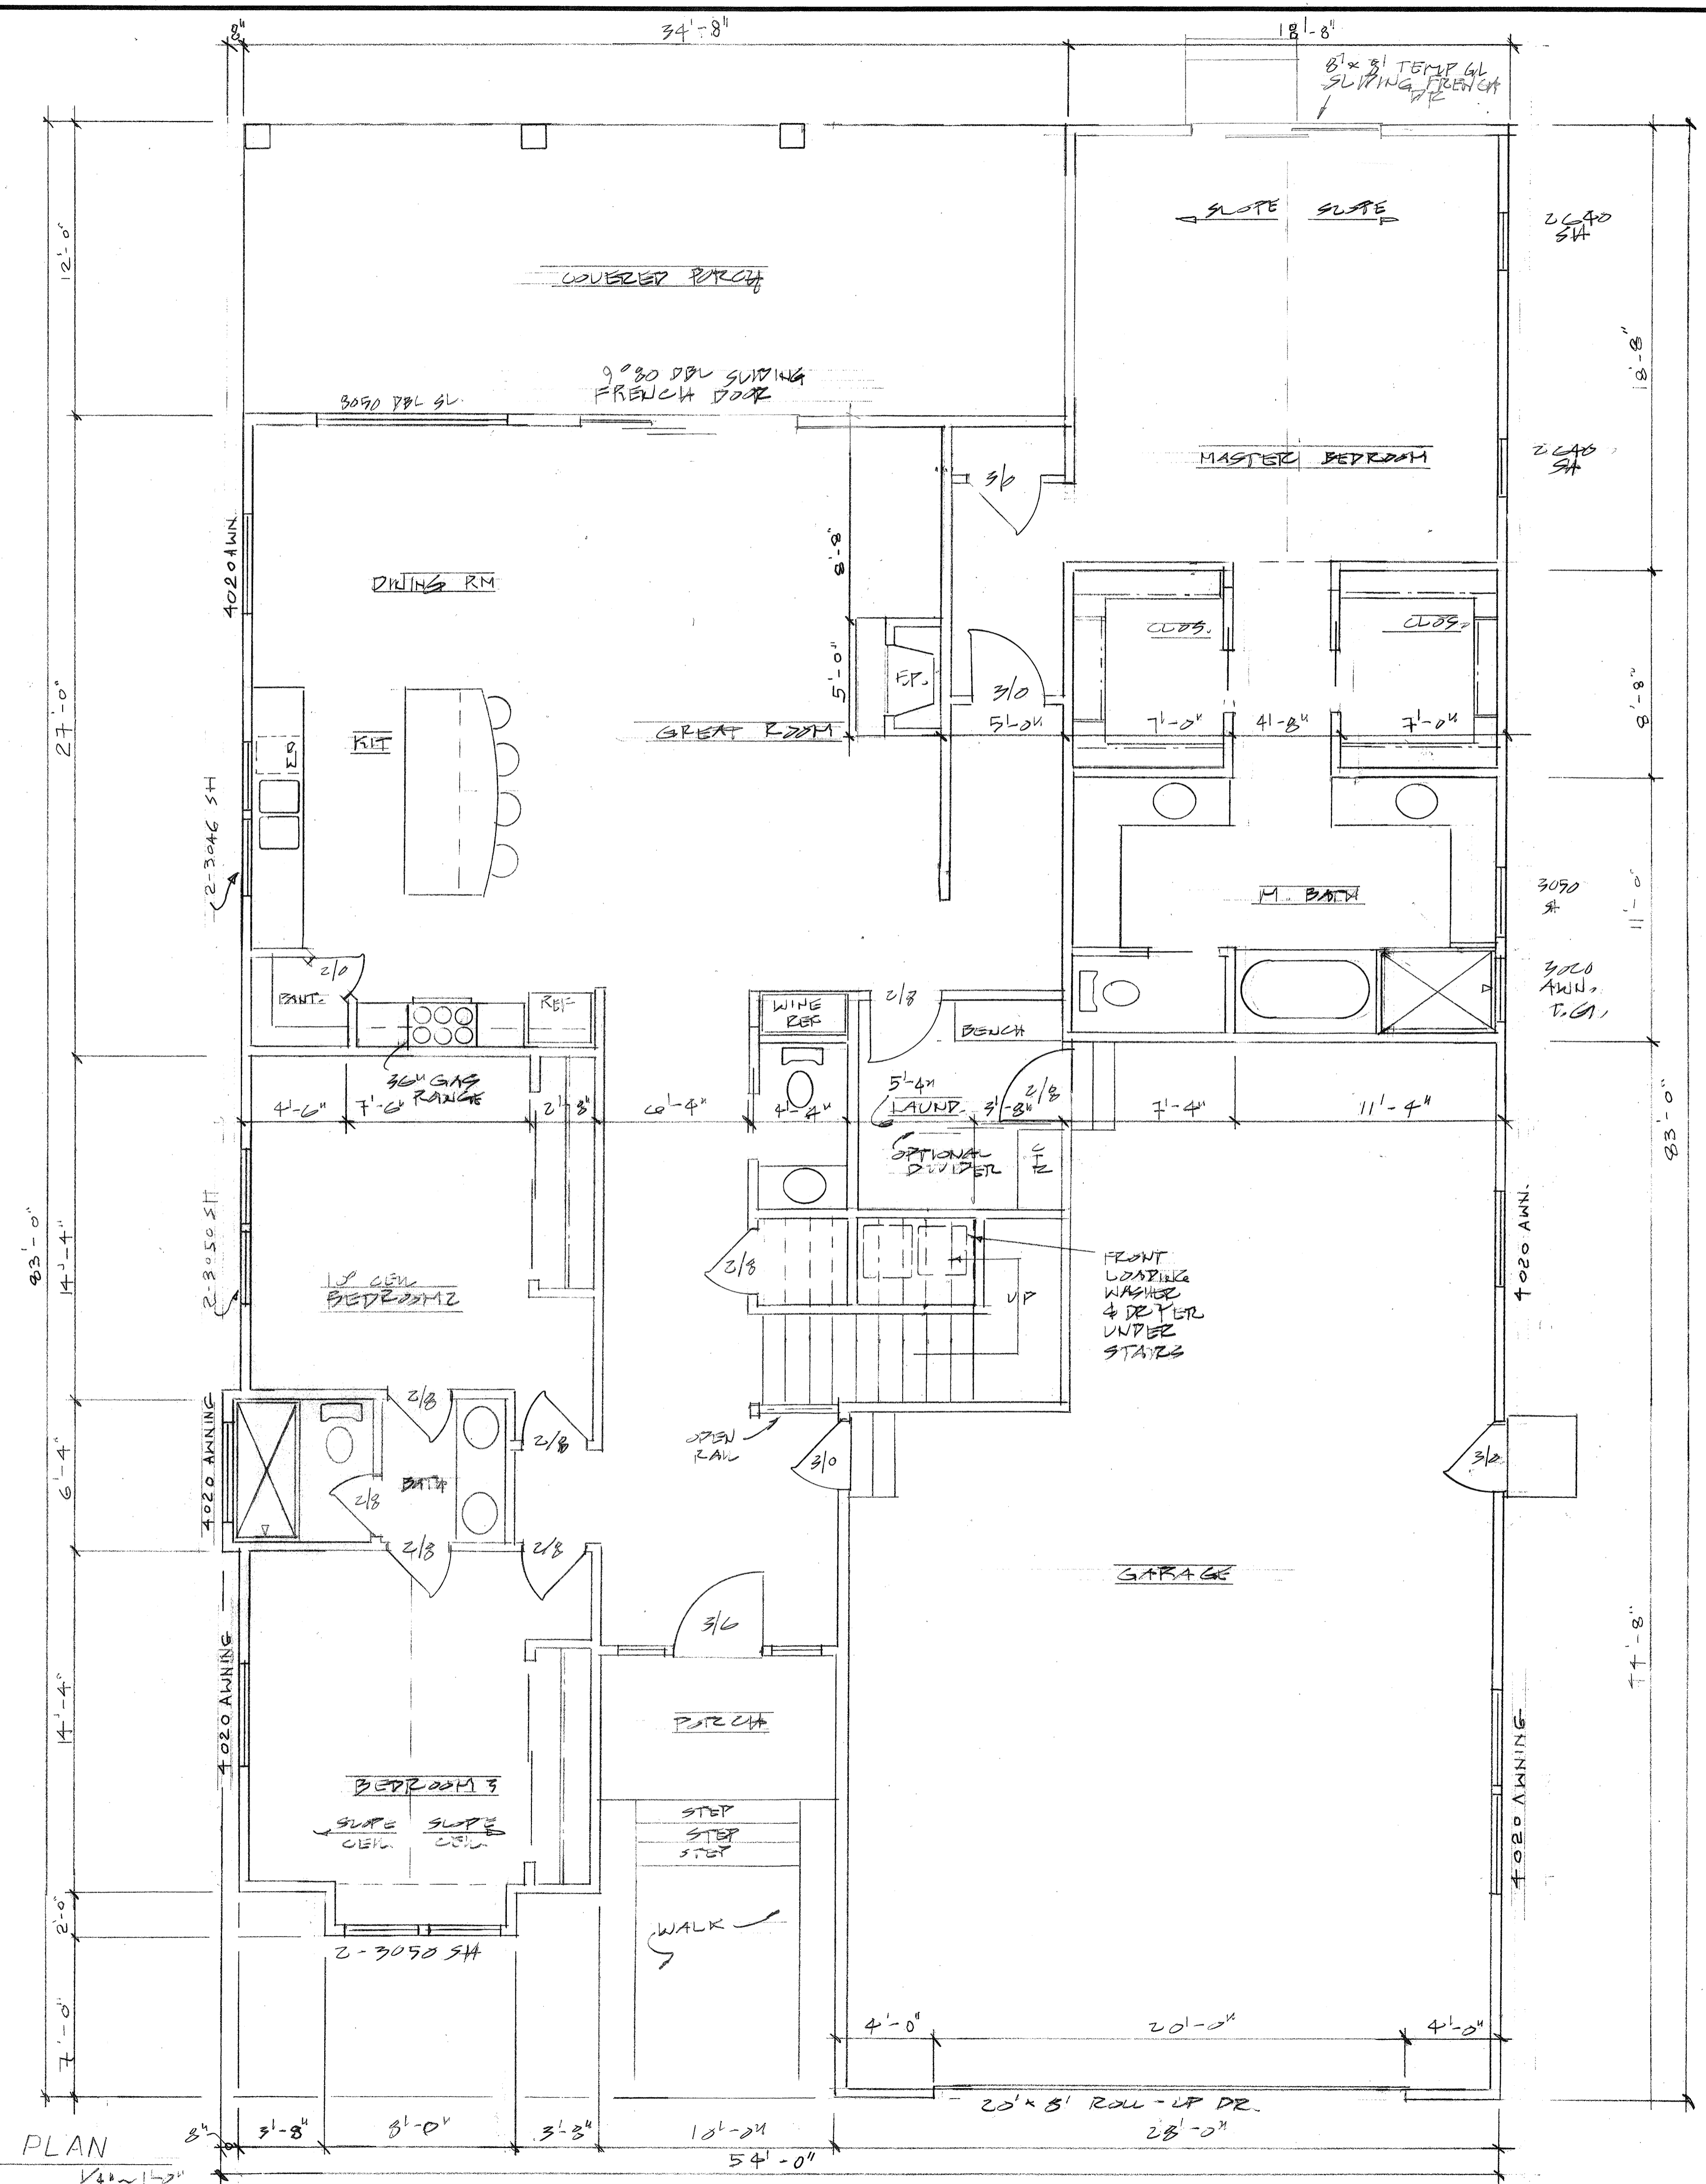 8"
34'-8"
18'-8"
8' x 8' TEMP GL
SLIDING FRENCH
DR
SLOPE SLOPE
2640
SH
12'-0"
COVERED PORCH
18'-8"
9080 DBL SLIDING
FRENCH DOOR
8050 DBL SL.
MASTER BEDROOM
2640
SH
3/0
4020 AWN
DINING RM
8'-8"
CLOS.
CLOS.
5'-0"
F.P.
3/0
27'-0"
KIT
GREAT ROOM
5'-0"
7'-0"
4'-8"
7'-0"
8'-8"
2-3046 SH
M. BATH
3050
SH
11'-0"
PANT.
2/0
REF
WINE
REF
2/8
BENCH
3020
AWN.
T.G.
36" GAS
RANGE
4'-6"
7'-6"
2'-8"
6'-4"
4'-4"
5'-4"
LAUND.
3'-8"
2/8
7'-4"
11'-4"
83'-0"
OPTIONAL
DIVIDER
2-3050 SH
83'-0"
14'-4"
4020 AWN.
2/8
FRONT
LOADING
WASHER
& DRYER
UNDER
STAIRS
UP
10' CEIL
BEDROOM 2
4020 AWNING
2/8
2/8
OPEN
RAIL
3/0
3/0
6'-4"
BATH
2/8
2/8
2/8
GARAGE
3/6
44'-8"
4020 AWNING
14'-4"
PORCH
BEDROOM 3
SLOPE SLOPE
CEIL. CEIL.
STEP
STEP
STEP
4020 AWNING
2'-0"
WALK
2-3050 SH
7'-0"
4'-0"
20'-0"
4'-0"
20' x 8' ROLL-UP DR.
8"
3'-8"
8'-0"
3'-8"
10'-0"
28'-0"
PLAN
54'-0"
1/4" ~ 1'-0"